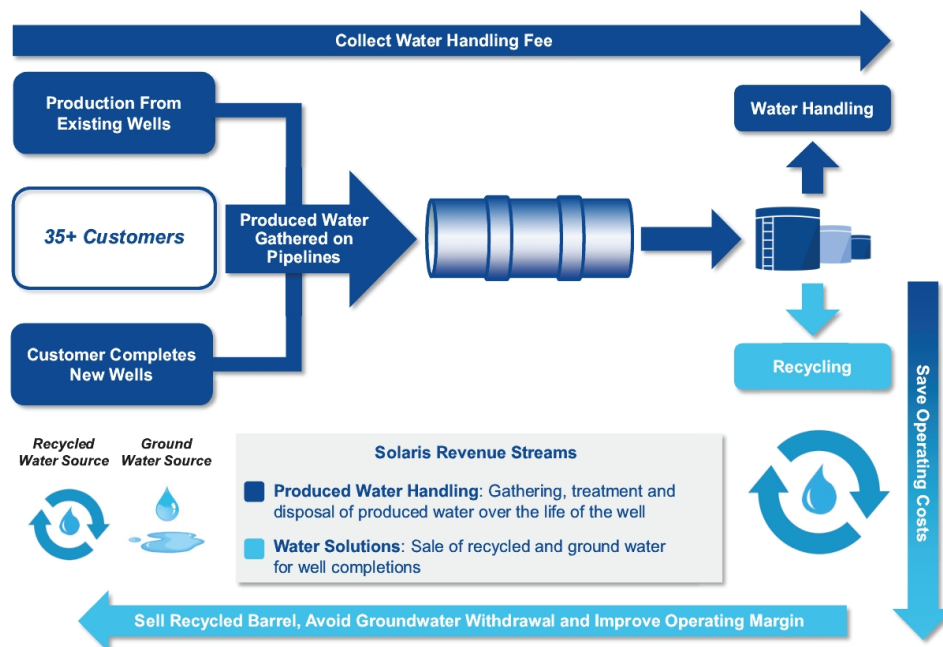 Collect Water Handling Fee
Production From
Existing Wells
Water Handling
35+ Customers
Produced Water
Gathered on
Pipelines
Customer Completes
New Wells
Recycling
Save Operating Costs
Recycled
Water Source
Ground
Water Source
Solaris Revenue Streams
Produced Water Handling: Gathering, treatment and
disposal of produced water over the life of the well
Water Solutions: Sale of recycled and ground water
for well completions
Sell Recycled Barrel, Avoid Groundwater Withdrawal and Improve Operating Margin